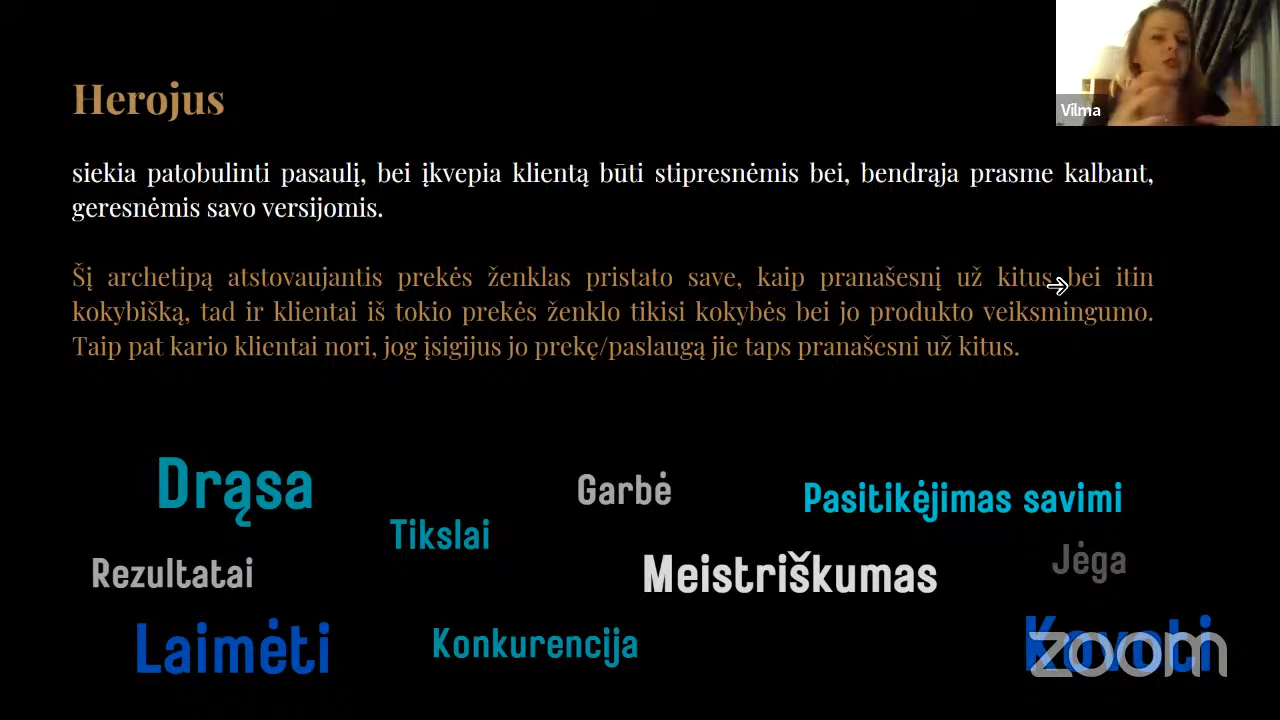 Vilma
Herojus
siekia patobulinti pasaulį, bei įkvepia klientą būti stipresnėmis bei, bendrąja prasme kalbant,
geresnėmis savo versijomis.
Šį archetipą atstovaujantis prekės ženklas pristato save, kaip pranašesnį už kitus bei itin
kokybišką, tad ir klientai iš tokio prekės ženklo tikisi kokybės bei jo produkto veiksmingumo.
Taip pat kario klientai nori, jog įsigijus jo prekę/paslaugą jie taps pranašesni už kitus.
Drąsa
Garbė
Pasitikėjimas savimi
Tikslai
Rezultatai
Meistriškumas
Jėga
Laimėti
Konkurencija
Kovoti
zoom